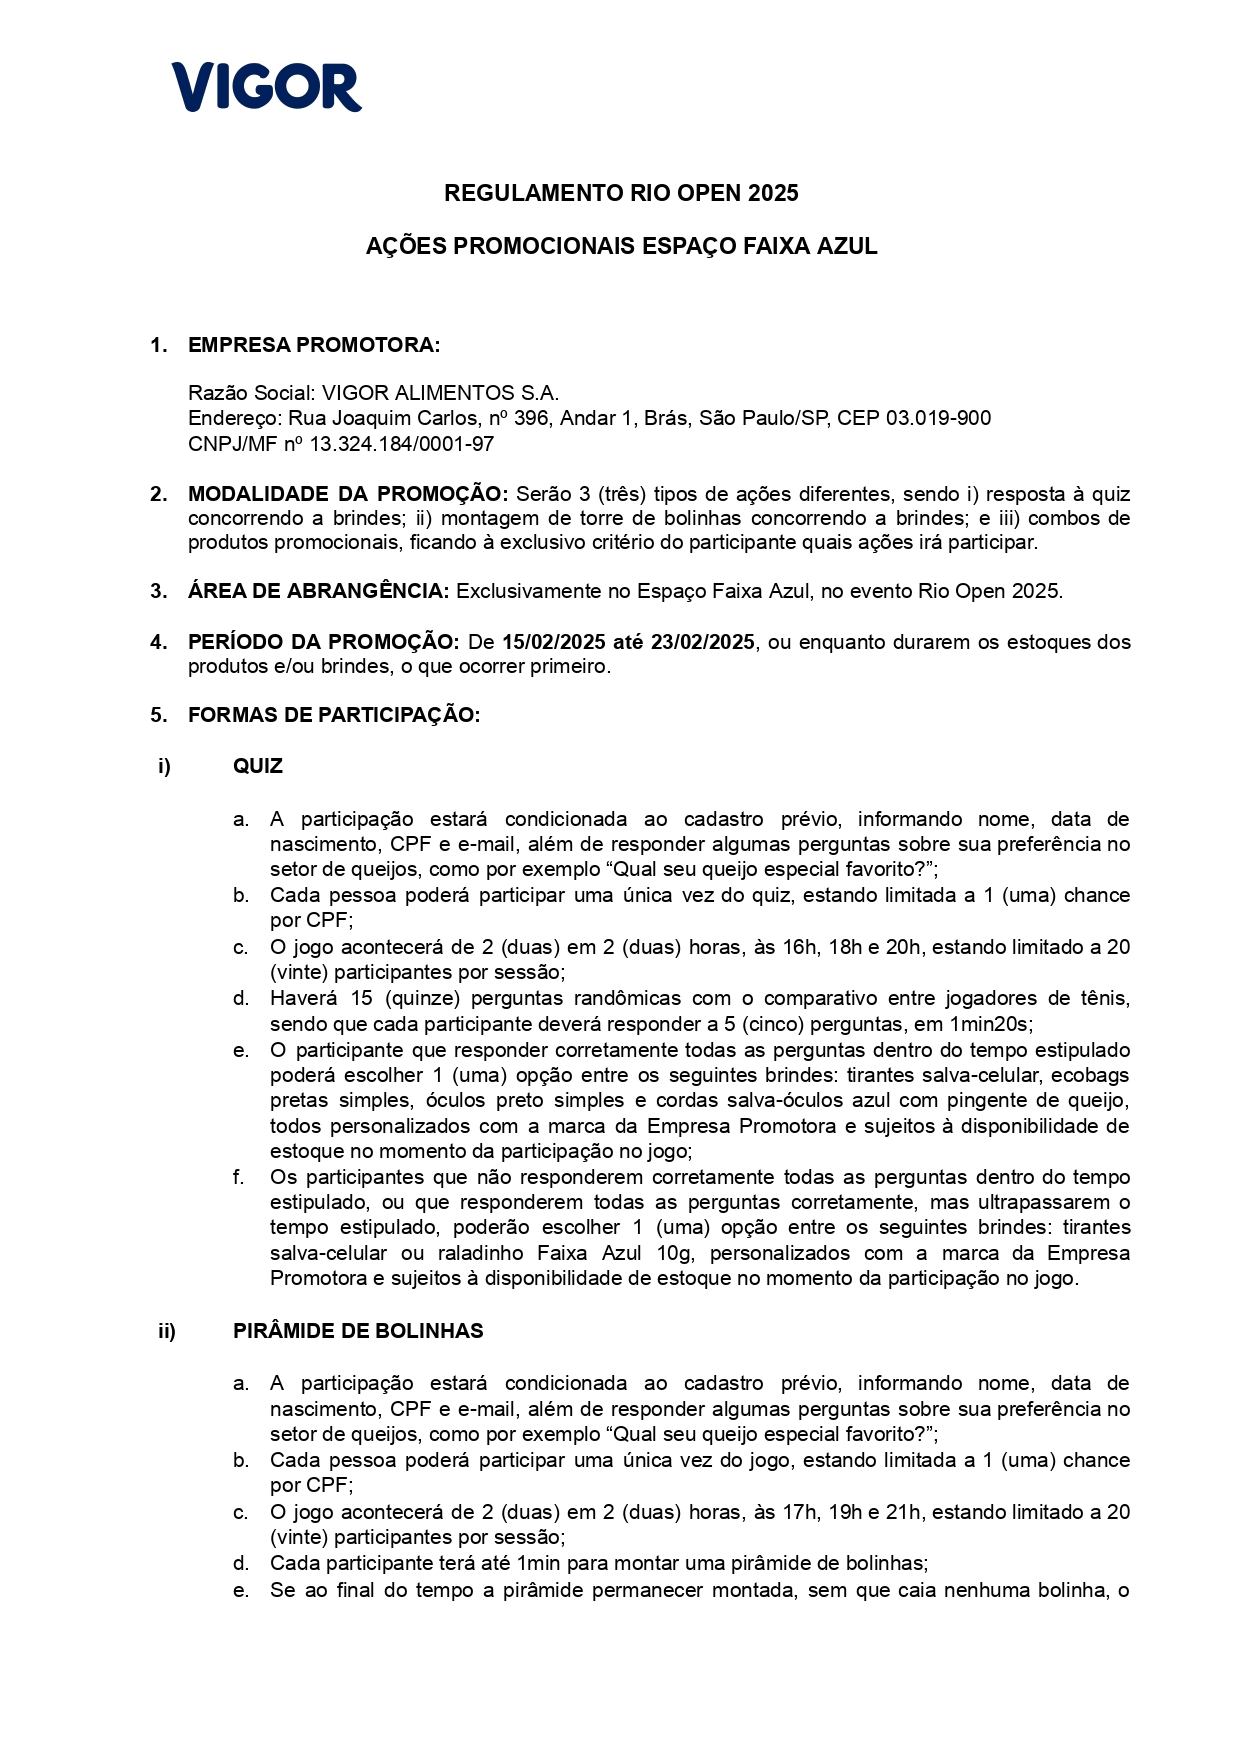 VIGOR
REGULAMENTO RIO OPEN 2025
AÇÕES PROMOCIONAIS ESPAÇO FAIXA AZUL
1. EMPRESA PROMOTORA:
Razão Social: VIGOR ALIMENTOS S.A.
Endereço: Rua Joaquim Carlos, nº 396, Andar 1, Brás, São Paulo/SP, CEP 03.019-900
CNPJ/MF nº 13.324.184/0001-97
2. MODALIDADE DA PROMOÇÃO: Serão 3 (três) tipos de ações diferentes, sendo i) resposta à quiz
concorrendo a brindes; ii) montagem de torre de bolinhas concorrendo a brindes; e iii) combos de
produtos promocionais, ficando à exclusivo critério do participante quais ações irá participar.
3. ÁREA DE ABRANGÊNCIA: Exclusivamente no Espaço Faixa Azul, no evento Rio Open 2025.
4. PERÍODO DA PROMOÇÃO: De 15/02/2025 até 23/02/2025, ou enquanto durarem os estoques dos
produtos e/ou brindes, o que ocorrer primeiro.
5. FORMAS DE PARTICIPAÇÃO:
i) QUIZ
a. A participação estará condicionada ao cadastro prévio, informando nome, data de
nascimento, CPF e e-mail, além de responder algumas perguntas sobre sua preferência no
setor de queijos, como por exemplo “Qual seu queijo especial favorito?”;
b. Cada pessoa poderá participar uma única vez do quiz, estando limitada a 1 (uma) chance
por CPF;
c. O jogo acontecerá de 2 (duas) em 2 (duas) horas, às 16h, 18h e 20h, estando limitado a 20
(vinte) participantes por sessão;
d. Haverá 15 (quinze) perguntas randômicas com o comparativo entre jogadores de tênis,
sendo que cada participante deverá responder a 5 (cinco) perguntas, em 1min20s;
e. O participante que responder corretamente todas as perguntas dentro do tempo estipulado
poderá escolher 1 (uma) opção entre os seguintes brindes: tirantes salva-celular, ecobags
pretas simples, óculos preto simples e cordas salva-óculos azul com pingente de queijo,
todos personalizados com a marca da Empresa Promotora e sujeitos à disponibilidade de
estoque no momento da participação no jogo;
f. Os participantes que não responderem corretamente todas as perguntas dentro do tempo
estipulado, ou que responderem todas as perguntas corretamente, mas ultrapassarem o
tempo estipulado, poderão escolher 1 (uma) opção entre os seguintes brindes: tirantes
salva-celular ou raladinho Faixa Azul 10g, personalizados com a marca da Empresa
Promotora e sujeitos à disponibilidade de estoque no momento da participação no jogo.
ii) PIRÂMIDE DE BOLINHAS
a. A participação estará condicionada ao cadastro prévio, informando nome, data de
nascimento, CPF e e-mail, além de responder algumas perguntas sobre sua preferência no
setor de queijos, como por exemplo “Qual seu queijo especial favorito?”;
b. Cada pessoa poderá participar uma única vez do jogo, estando limitada a 1 (uma) chance
por CPF;
c. O jogo acontecerá de 2 (duas) em 2 (duas) horas, às 17h, 19h e 21h, estando limitado a 20
(vinte) participantes por sessão;
d. Cada participante terá até 1min para montar uma pirâmide de bolinhas;
e. Se ao final do tempo a pirâmide permanecer montada, sem que caia nenhuma bolinha, o